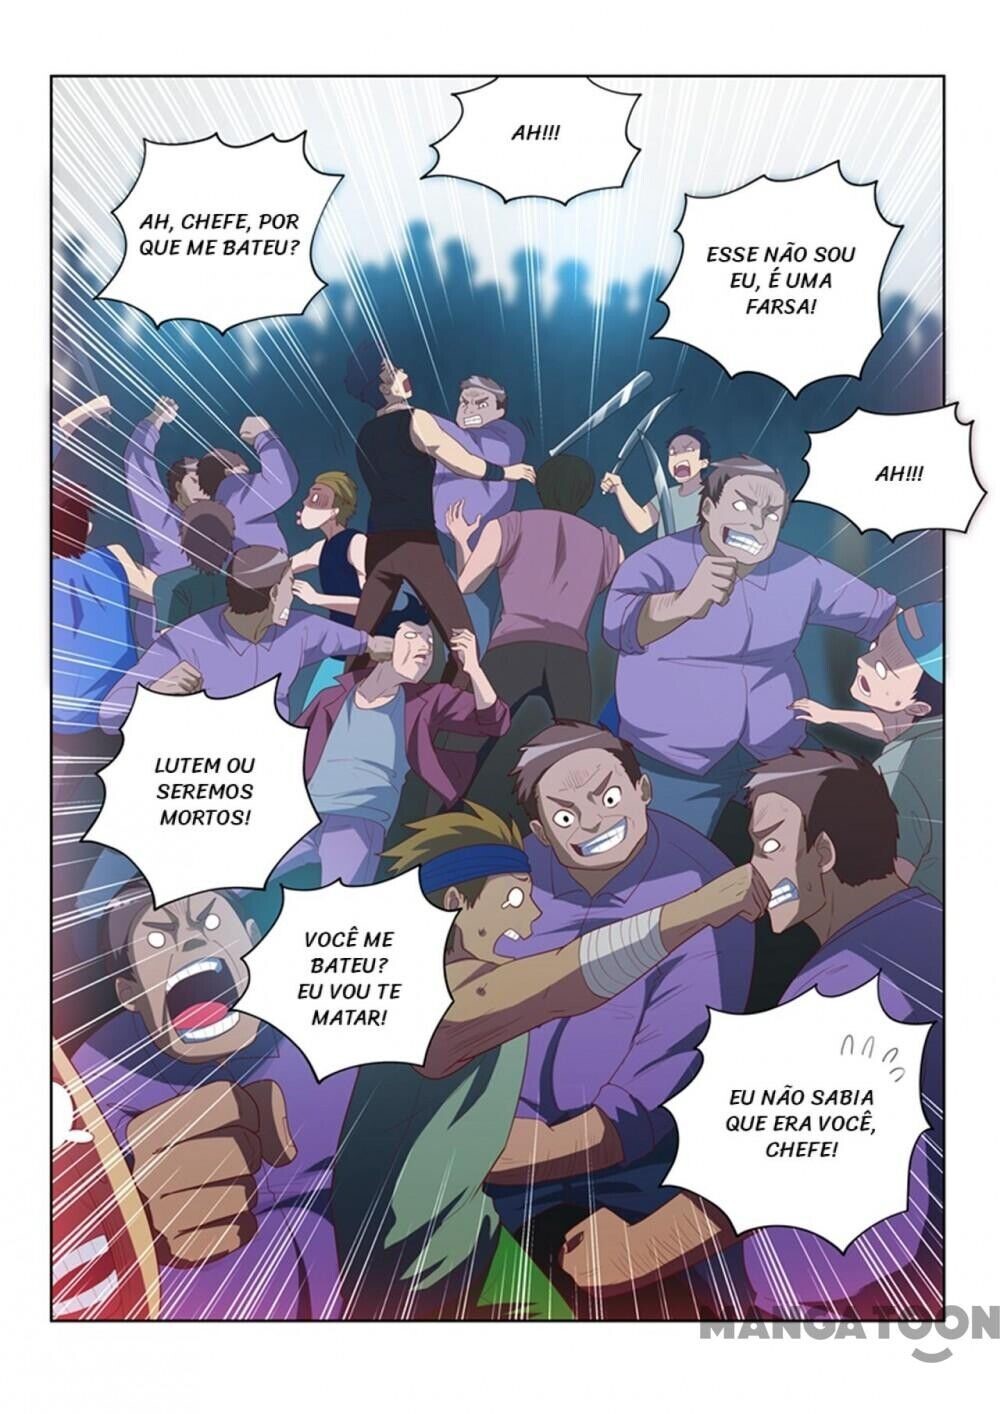 AH!!!
AH, CHEFE, POR
QUE ME BATEU?
ESSE NÃO SOU
EU, É UMA
FARSA!
AH!!!
LUTEM OU
SEREMOS
MORTOS!
VOCÊ ME
BATEU?
EU VOU TE
MATAR!
EU NÃO SABIA
QUE ERA VOCÊ,
CHEFE!
MANGATOON